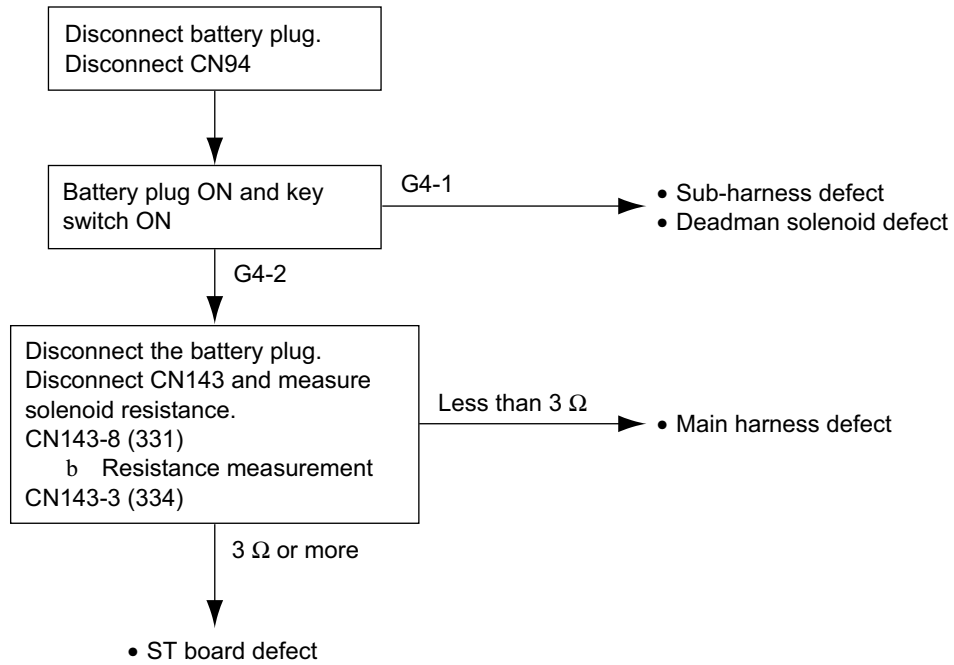 Disconnect battery plug.
Disconnect CN94
Battery plug ON and key
switch ON
G4-1
• Sub-harness defect
• Deadman solenoid defect
G4-2
Disconnect the battery plug.
Disconnect CN143 and measure
solenoid resistance.
CN143-8 (331)
b Resistance measurement
CN143-3 (334)
Less than 3 Ω
• Main harness defect
3 Ω or more
• ST board defect